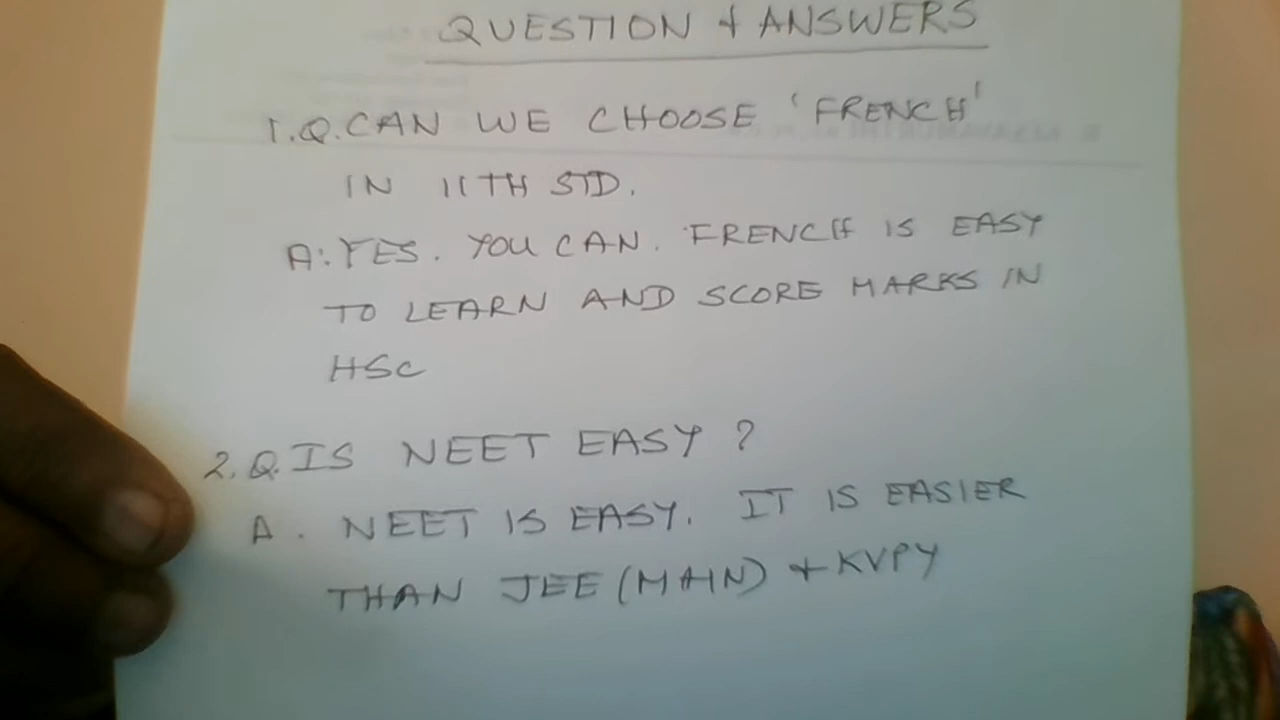 QUESTION & ANSWERS
1.Q.CAN WE CHOOSE 'FRENCH'
IN 11TH STD.
A:YES. YOU CAN. FRENCH IS EASY
TO LEARN AND SCORE MARKS IN
HSC
2.Q.IS NEET EASY ?
A. NEET IS EASY. IT IS EASIER
THAN JEE (MAIN) & KVPY